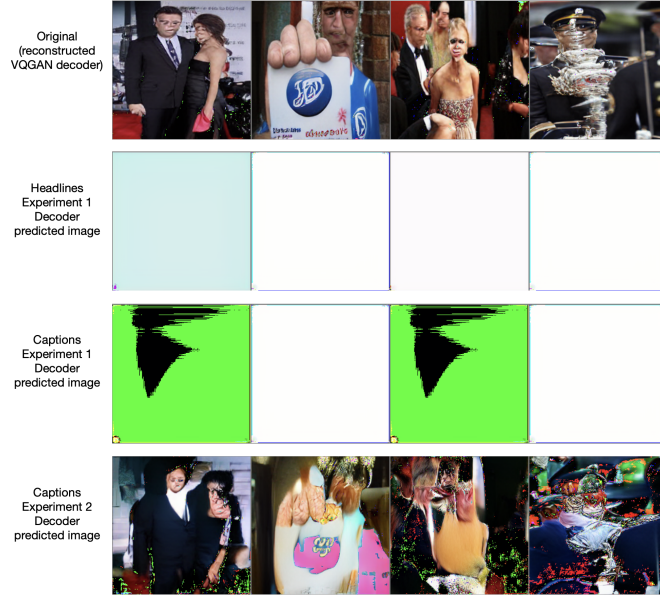 Original
(reconstructed
VQGAN decoder)
Headlines
Experiment 1
Decoder
predicted image
Captions
Experiment 1
Decoder
predicted image
Captions
Experiment 2
Decoder
predicted image